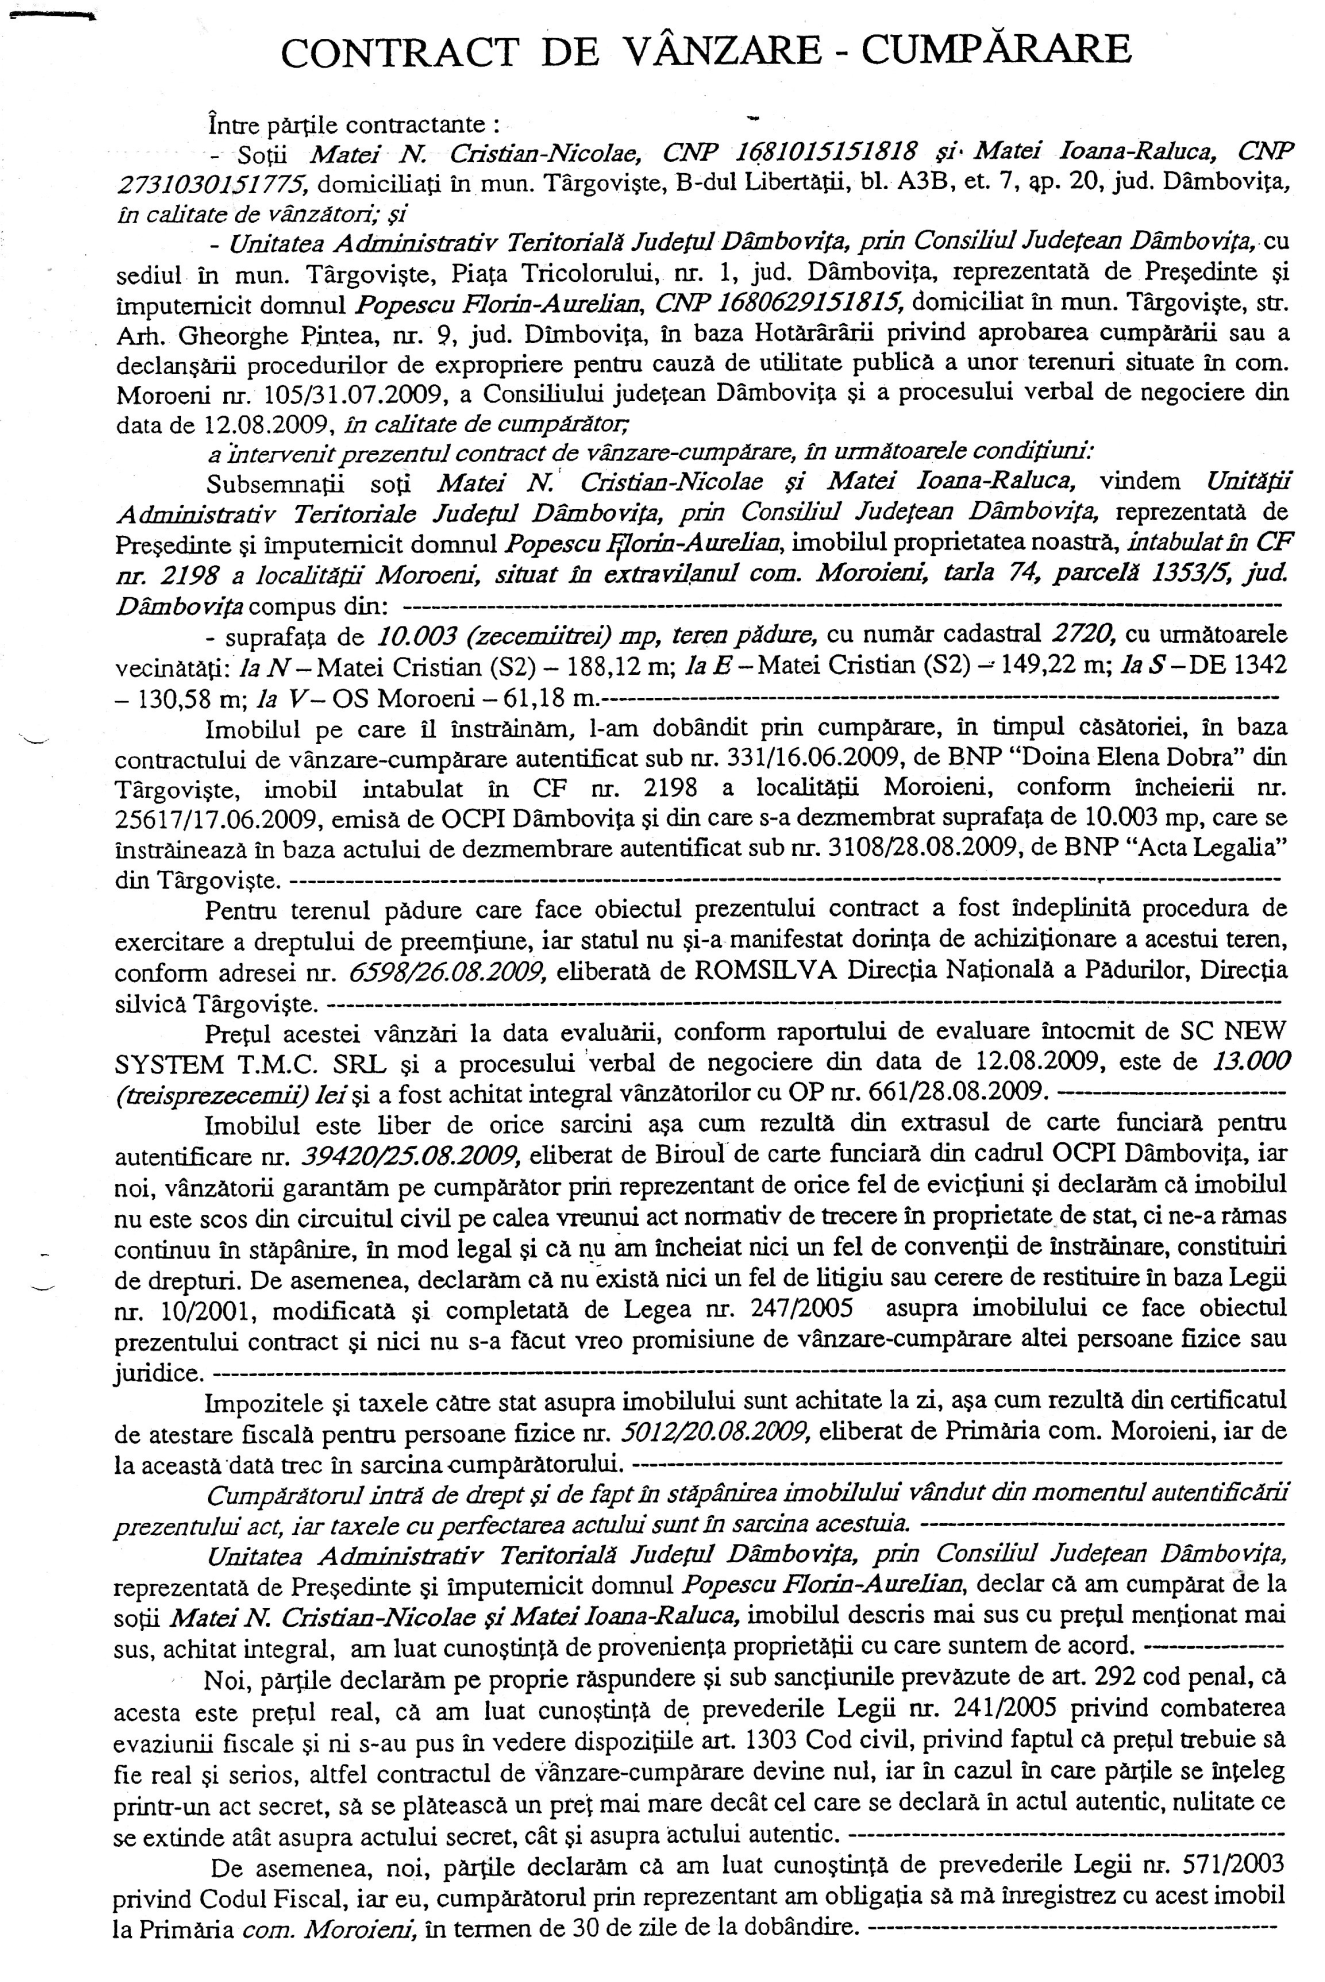 CONTRACT DE VÂNZARE - CUMPĂRARE
Între părţile contractante :
- Soţii Matei N. Cristian-Nicolae, CNP 1681015151818 şi Matei Ioana-Raluca, CNP
2731030151775, domiciliaţi în mun. Târgovişte, B-dul Libertăţii, bl. A3B, et. 7, ap. 20, jud. Dâmboviţa,
în calitate de vânzători; şi
- Unitatea Administrativ Teritorială Judeţul Dâmboviţa, prin Consiliul Judeţean Dâmboviţa, cu
sediul în mun. Târgovişte, Piaţa Tricolorului, nr. 1, jud. Dâmboviţa, reprezentată de Preşedinte şi
împuternicit domnul Popescu Florin-Aurelian, CNP 1680629151815, domiciliat în mun. Târgovişte, str.
Arh. Gheorghe Pintea, nr. 9, jud. Dîmboviţa, în baza Hotărârării privind aprobarea cumpărării sau a
declanşării procedurilor de expropriere pentru cauză de utilitate publică a unor terenuri situate în com.
Moroeni nr. 105/31.07.2009, a Consiliului judeţean Dâmboviţa şi a procesului verbal de negociere din
data de 12.08.2009, în calitate de cumpărător;
a intervenit prezentul contract de vânzare-cumpărare, în următoarele condiţiuni:
Subsemnaţii soţi Matei N. Cristian-Nicolae şi Matei Ioana-Raluca, vindem Unităţii
Administrativ Teritoriale Judeţul Dâmboviţa, prin Consiliul Judeţean Dâmboviţa, reprezentată de
Preşedinte şi împuternicit domnul Popescu Florin-Aurelian, imobilul proprietatea noastră, intabulat în CF
nr. 2198 a localităţii Moroeni, situat în extravilanul com. Moroieni, tarla 74, parcelă 1353/5, jud.
Dâmboviţa compus din: ------------------------------------------------------------
- suprafaţa de 10.003 (zecemiitrei) mp, teren pădure, cu număr cadastral 2720, cu următoarele
vecinătăţi: la N – Matei Cristian (S2) – 188,12 m; la E – Matei Cristian (S2) – 149,22 m; la S – DE 1342
– 130,58 m; la V – OS Moroeni – 61,18 m.------------------------------------------------------------
Imobilul pe care îl înstrăinăm, l-am dobândit prin cumpărare, în timpul căsătoriei, în baza
contractului de vânzare-cumpărare autentificat sub nr. 331/16.06.2009, de BNP “Doina Elena Dobra” din
Târgovişte, imobil intabulat în CF nr. 2198 a localităţii Moroieni, conform încheierii nr.
25617/17.06.2009, emisă de OCPI Dâmboviţa şi din care s-a dezmembrat suprafaţa de 10.003 mp, care se
înstrăinează în baza actului de dezmembrare autentificat sub nr. 3108/28.08.2009, de BNP “Acta Legalia”
din Târgovişte. ------------------------------------------------------------
Pentru terenul pădure care face obiectul prezentului contract a fost îndeplinită procedura de
exercitare a dreptului de preemţiune, iar statul nu şi-a manifestat dorinţa de achiziţionare a acestui teren,
conform adresei nr. 6598/26.08.2009, eliberată de ROMSILVA Direcţia Naţională a Pădurilor, Direcţia
silvică Târgovişte. ------------------------------------------------------------
Preţul acestei vânzări la data evaluării, conform raportului de evaluare întocmit de SC NEW
SYSTEM T.M.C. SRL şi a procesului verbal de negociere din data de 12.08.2009, este de 13.000
(treisprezecemii) lei şi a fost achitat integral vânzătorilor cu OP nr. 661/28.08.2009. -------------------------
Imobilul este liber de orice sarcini aşa cum rezultă din extrasul de carte funciară pentru
autentificare nr. 39420/25.08.2009, eliberat de Biroul de carte funciară din cadrul OCPI Dâmboviţa, iar
noi, vânzătorii garantăm pe cumpărător prin reprezentant de orice fel de evicţiuni şi declarăm că imobilul
nu este scos din circuitul civil pe calea vreunui act normativ de trecere în proprietate de stat, ci ne-a rămas
continuu în stăpânire, în mod legal şi că nu am încheiat nici un fel de convenţii de înstrăinare, constituiri
de drepturi. De asemenea, declarăm că nu există nici un fel de litigiu sau cerere de restituire în baza Legii
nr. 10/2001, modificată şi completată de Legea nr. 247/2005 asupra imobilului ce face obiectul
prezentului contract şi nici nu s-a făcut vreo promisiune de vânzare-cumpărare altei persoane fizice sau
juridice. ------------------------------------------------------------
Impozitele şi taxele către stat asupra imobilului sunt achitate la zi, aşa cum rezultă din certificatul
de atestare fiscală pentru persoane fizice nr. 5012/20.08.2009, eliberat de Primăria com. Moroieni, iar de
la această dată trec în sarcina cumpărătorului. ------------------------------------------------------------
Cumpărătorul intră de drept şi de fapt în stăpânirea imobilului vândut din momentul autentificării
prezentului act, iar taxele cu perfectarea actului sunt în sarcina acestuia. ----------------------------------------
Unitatea Administrativ Teritorială Judeţul Dâmboviţa, prin Consiliul Judeţean Dâmboviţa,
reprezentată de Preşedinte şi împuternicit domnul Popescu Florin-Aurelian, declar că am cumpărat de la
soţii Matei N. Cristian-Nicolae şi Matei Ioana-Raluca, imobilul descris mai sus cu preţul menţionat mai
sus, achitat integral, am luat cunoştinţă de provenienţa proprietăţii cu care suntem de acord. ----------------
Noi, părţile declarăm pe proprie răspundere şi sub sancţiunile prevăzute de art. 292 cod penal, că
acesta este preţul real, că am luat cunoştinţă de prevederile Legii nr. 241/2005 privind combaterea
evaziunii fiscale şi ni s-au pus în vedere dispoziţiile art. 1303 Cod civil, privind faptul că preţul trebuie să
fie real şi serios, altfel contractul de vânzare-cumpărare devine nul, iar în cazul în care părţile se înţeleg
printr-un act secret, să se plătească un preţ mai mare decât cel care se declară în actul autentic, nulitate ce
se extinde atât asupra actului secret, cât şi asupra actului autentic. ------------------------------------------------
De asemenea, noi, părţile declarăm că am luat cunoştinţă de prevederile Legii nr. 571/2003
privind Codul Fiscal, iar eu, cumpărătorul prin reprezentant am obligaţia să mă înregistrez cu acest imobil
la Primăria com. Moroieni, în termen de 30 de zile de la dobândire. ---------------------------------------------